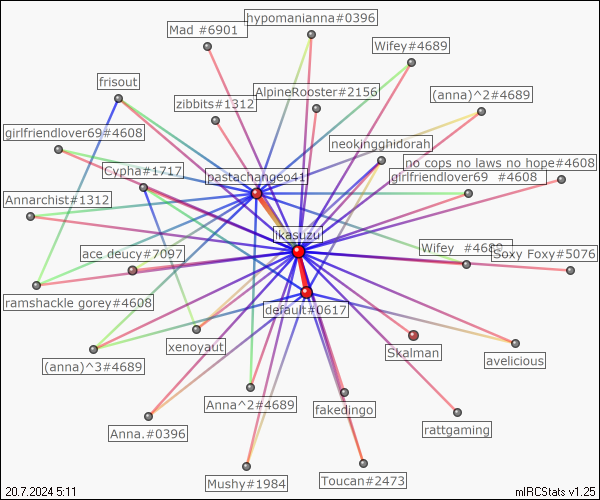 hypomanianna#0396
Mad #6901
Wifey#4689
frisout
AlpineRooster#2156
(anna)^2#4689
zibbits#1312
girlfriendlover69#4608
neokingghidorah
no cops no laws no hope#4608
Cypha#1717
pastachange041
girlfriendlover69 #4608
Annarchist#1312
ikasuzu
ace deucy#7097
Wifey #4689
Soxy Foxy#5076
ramshackle gorey#4608
default#0617
xenoyaut
Skalman
avelicious
(anna)^3#4689
Anna^2#4689
fakedingo
Anna.#0396
rattgaming
Mushy#1984
Toucan#2473
20.7.2024 5:11
mIRCStats v1.25